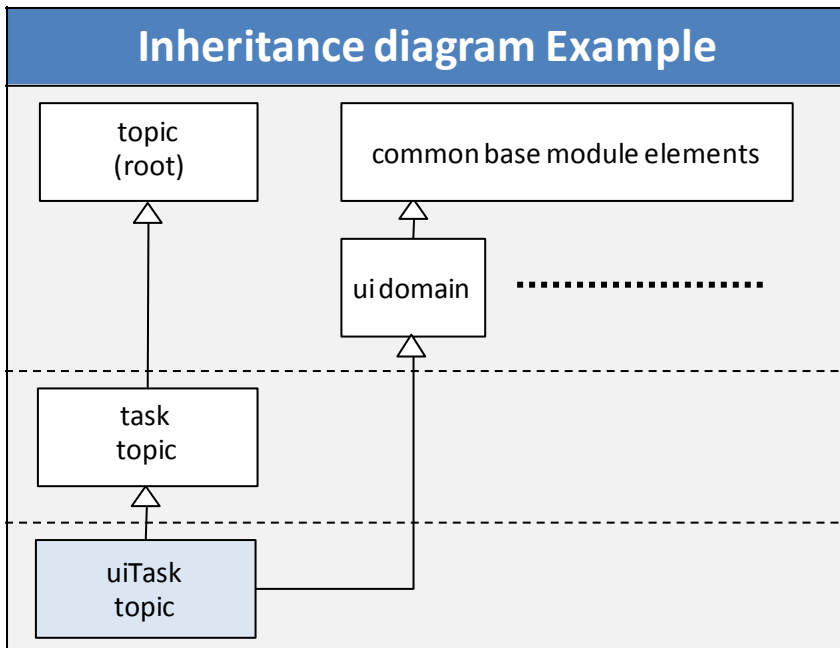 Inheritance diagram Example
topic
(root)
common base module elements
ui domain
task
topic
uiTask
topic